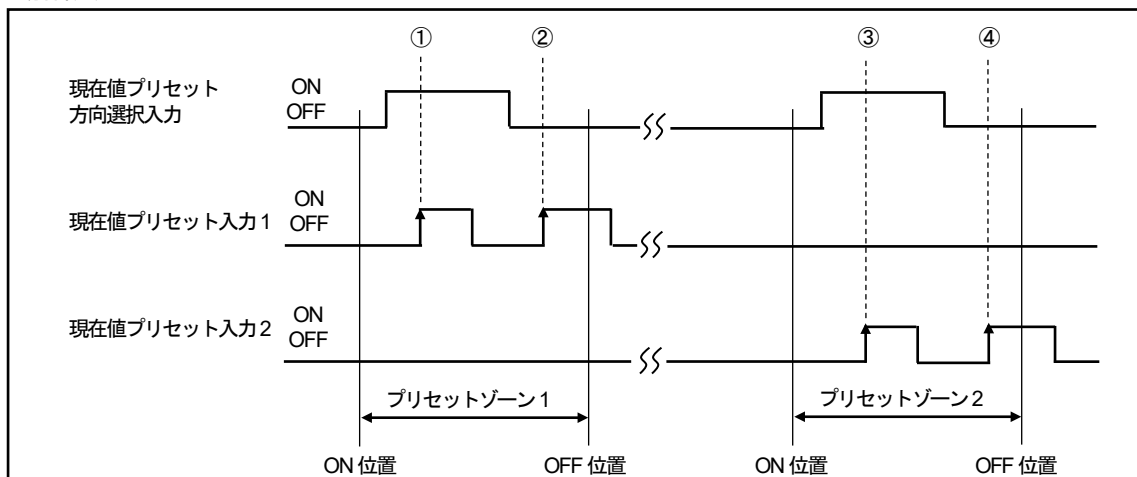 ① ② ③ ④
現在値プリセット
方向選択入力
ON
OFF
現在値プリセット入力1
ON
OFF
現在値プリセット入力2
ON
OFF
プリセットゾーン1
プリセットゾーン2
ON 位置
OFF 位置
ON 位置
OFF 位置